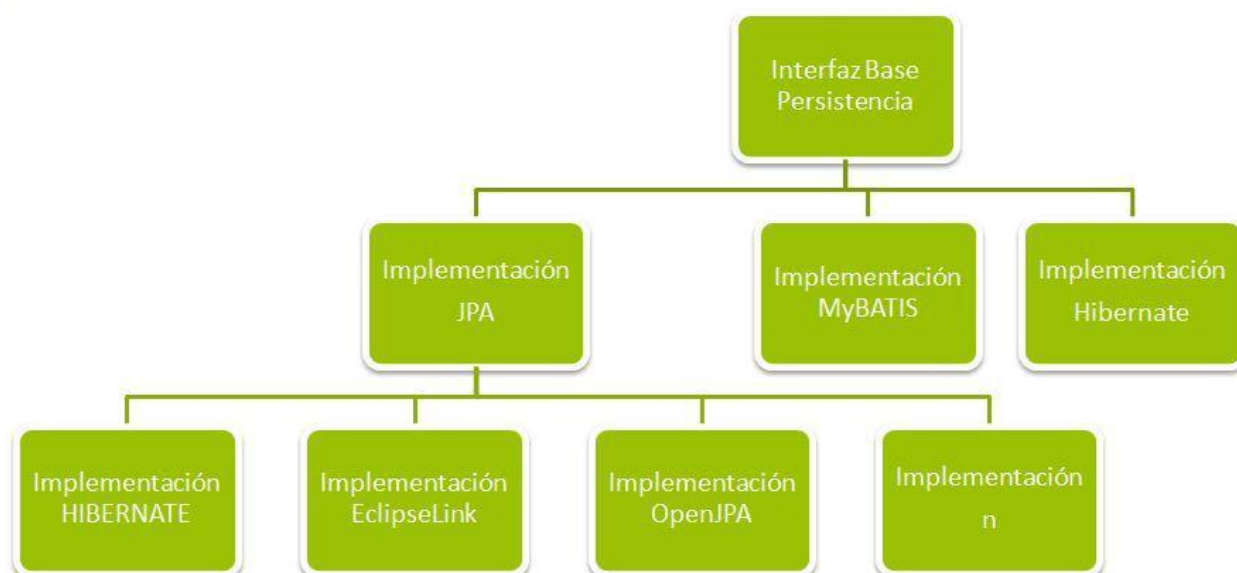 Interfaz Base
Persistencia
Implementación
JPA
Implementación
MyBATIS
Implementación
Hibernate
Implementación
HIBERNATE
Implementación
EclipseLink
Implementación
OpenJPA
Implementación
n